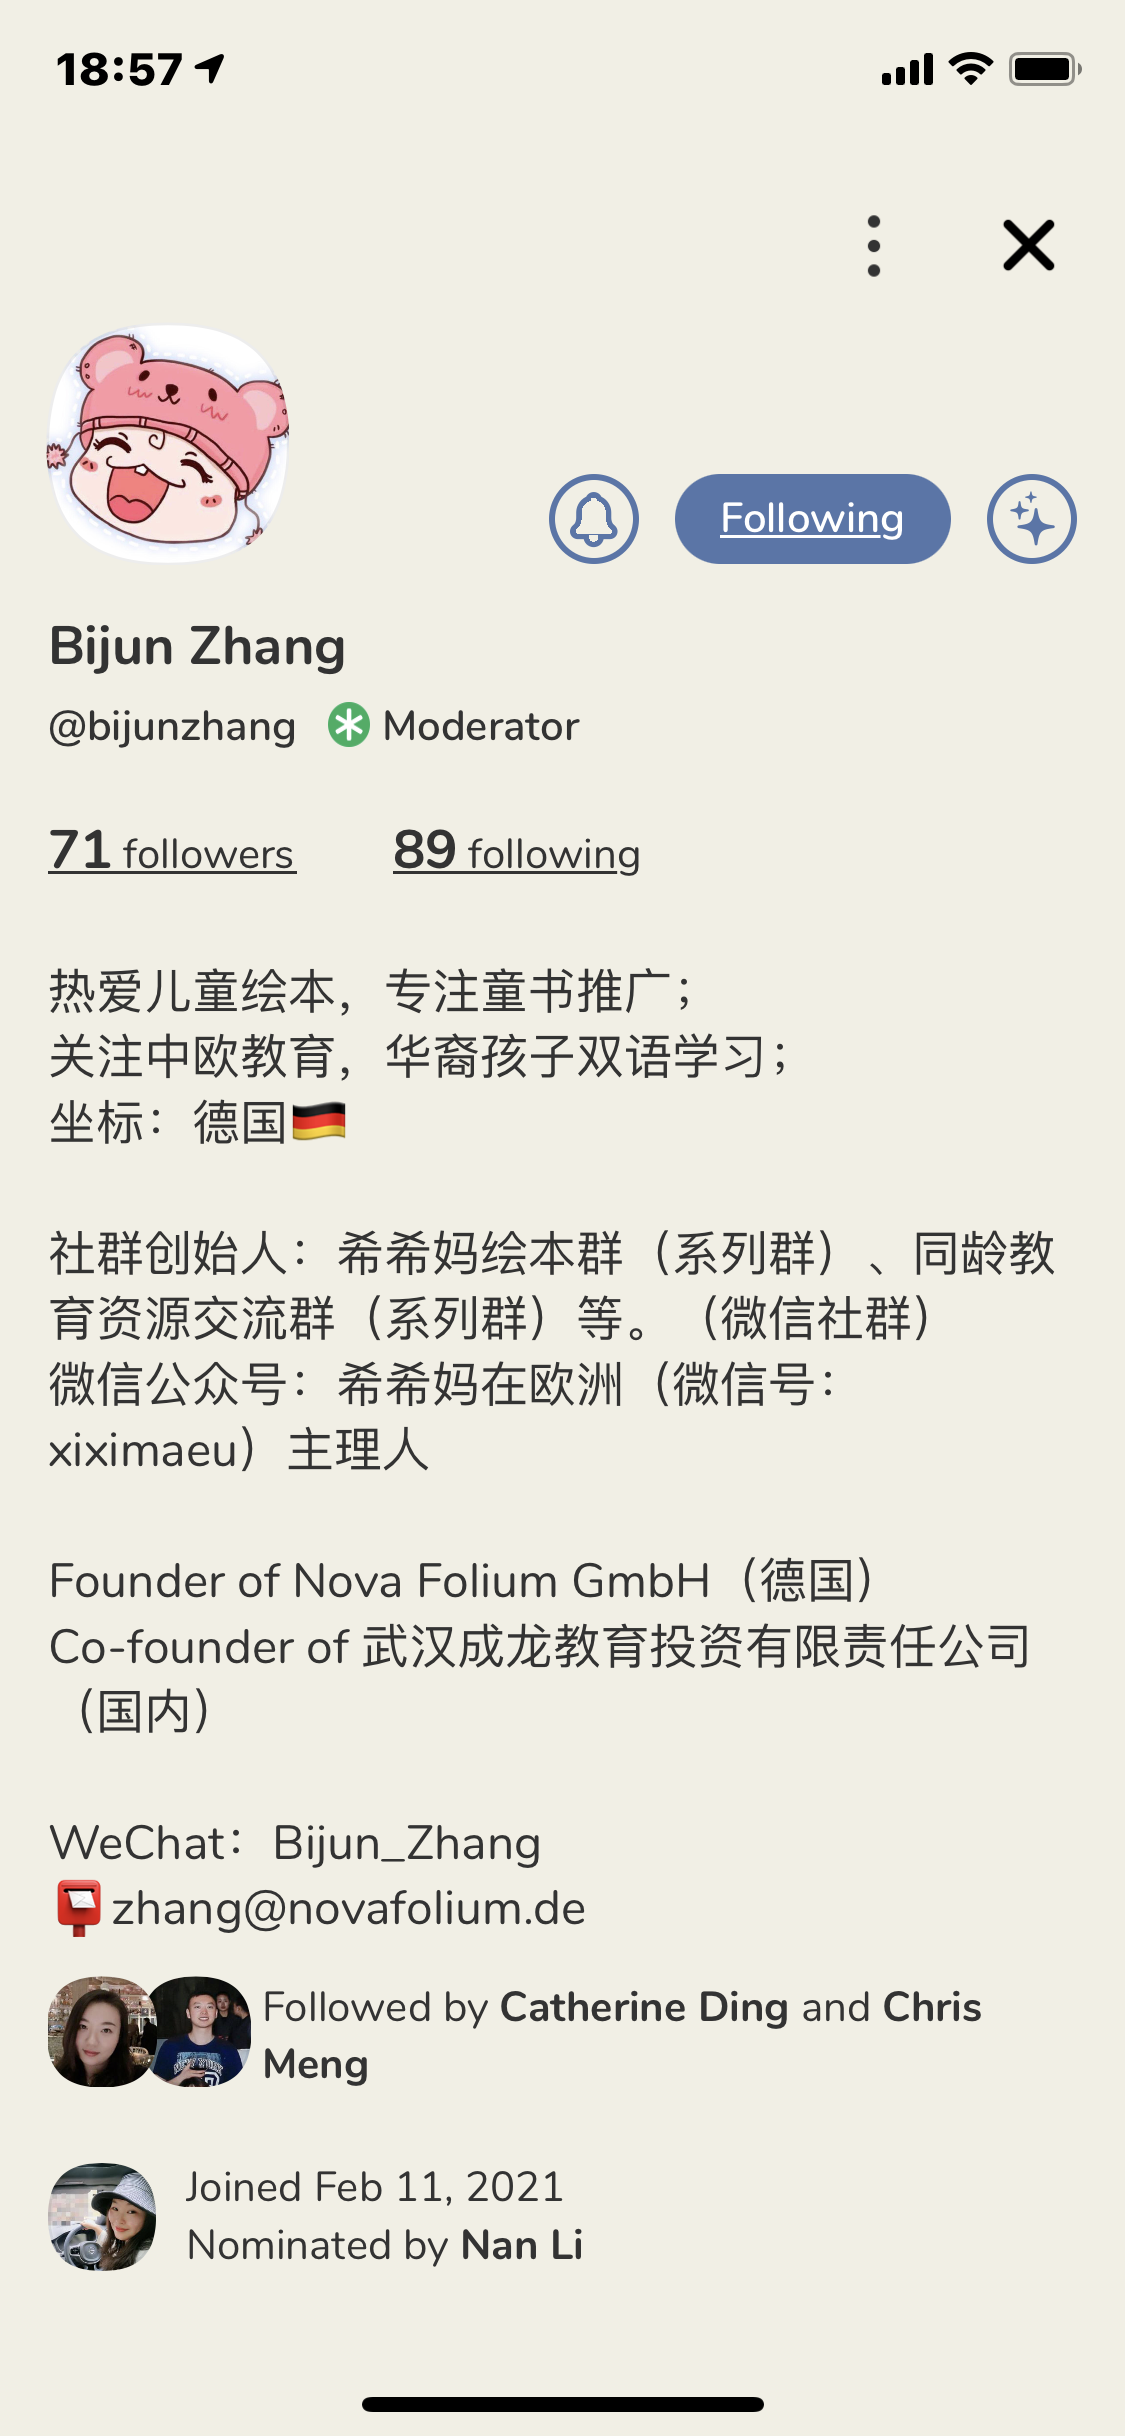 18:57
Following
Bijun Zhang
@bijunzhang Moderator
71 followers 89 following
热爱儿童绘本，专注童书推广；
关注中欧教育，华裔孩子双语学习；
坐标：德国🇩🇪
社群创始人：希希妈绘本群（系列群）、同龄教
育资源交流群（系列群）等。（微信社群）
微信公众号：希希妈在欧洲（微信号：
xiximaeu）主理人
Founder of Nova Folium GmbH（德国）
Co-founder of 武汉成龙教育投资有限责任公司
（国内）
WeChat：Bijun_Zhang
📮zhang@novafolium.de
Followed by Catherine Ding and Chris
Meng
Joined Feb 11, 2021
Nominated by Nan Li